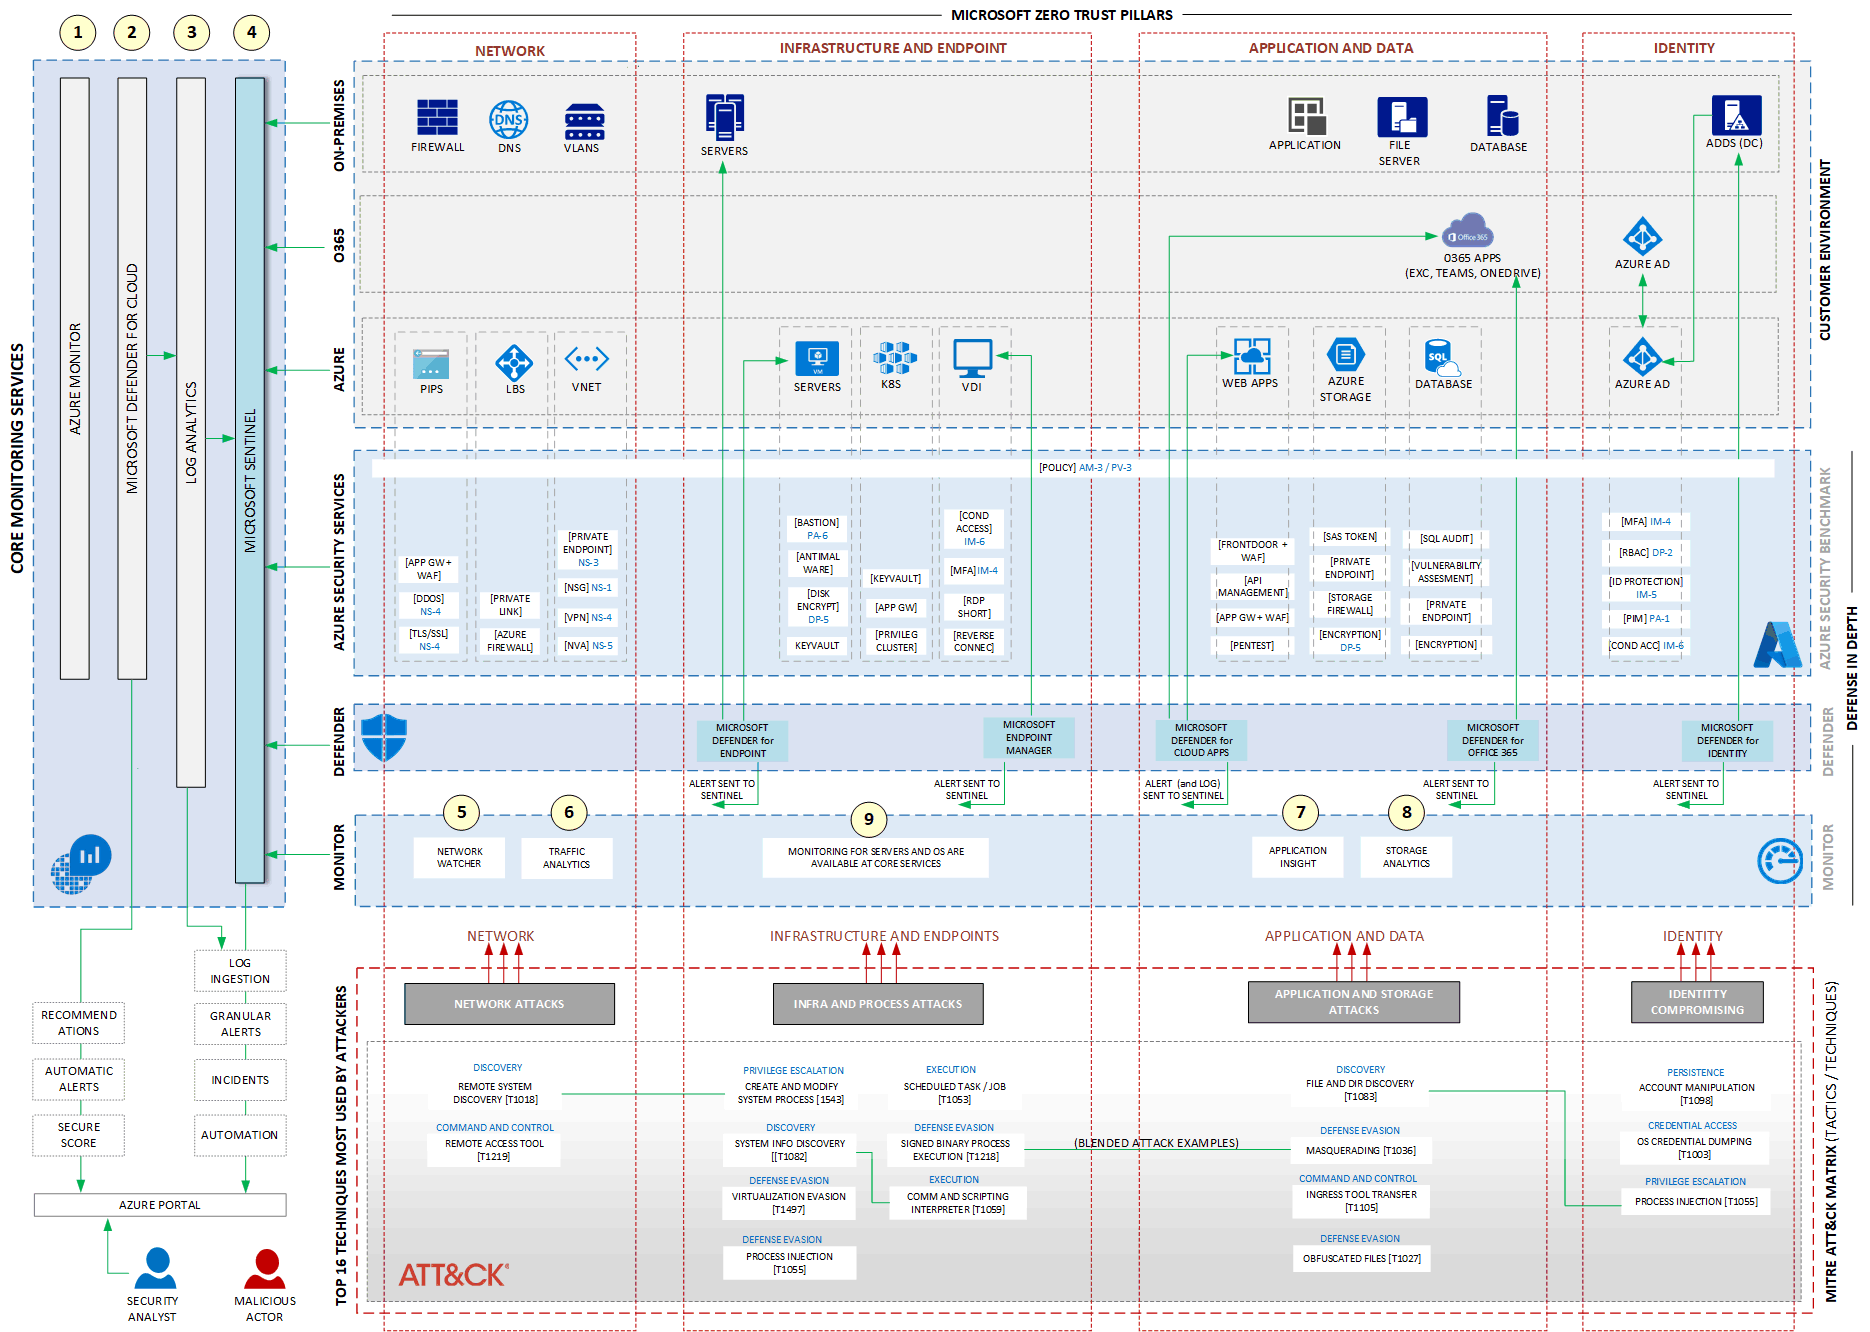 MICROSOFT ZERO TRUST PILLARS
1
2
3
4
NETWORK
INFRASTRUCTURE AND ENDPOINT
APPLICATION AND DATA
IDENTITY
CORE MONITORING SERVICES
AZURE MONITOR
MICROSOFT DEFENDER FOR CLOUD
LOG ANALYTICS
MICROSOFT SENTINEL
ON-PREMISES
FIREWALL
DNS
DNS
VLANS
SERVERS
APPLICATION
FILE
SERVER
DATABASE
ADDS (DC)
CUSTOMER ENVIRONMENT
O365
Office 365
O365 APPS
(EXC, TEAMS, ONEDRIVE)
AZURE AD
AZURE
PIPS
LBS
VNET
VM
SERVERS
K8S
VDI
WEB APPS
AZURE
STORAGE
SQL
DATABASE
AZURE AD
AZURE SECURITY SERVICES
[POLICY] AM-3 / PV-3
[APP GW +
WAF]
[DDOS]
NS-4
[TLS/SSL]
NS-4
[PRIVATE
LINK]
[AZURE
FIREWALL]
[PRIVATE
ENDPOINT]
NS-3
[NSG] NS-1
[VPN] NS-4
[NVA] NS-5
[BASTION]
PA-6
[ANTIMAL
WARE]
[DISK
ENCRYPT]
DP-5
KEYVAULT
[KEYVAULT]
[APP GW]
[PRIVILEG
CLUSTER]
[COND
ACCESS]
IM-6
[MFA] IM-4
[RDP
SHORT]
[REVERSE
CONNEC]
[FRONTDOOR +
WAF]
[API
MANAGEMENT]
[APP GW + WAF]
[PENTEST]
[SAS TOKEN]
[PRIVATE
ENDPOINT]
[STORAGE
FIREWALL]
[ENCRYPTION]
DP-5
[SQL AUDIT]
[VULNERABILITY
ASSESMENT]
[PRIVATE
ENDPOINT]
[ENCRYPTION]
[MFA] IM-4
[RBAC] DP-2
[ID PROTECTION]
IM-5
[PIM] PA-1
[COND ACC] IM-6
AZURE SECURITY BENCHMARK
DEFENSE IN DEPTH
DEFENDER
MICROSOFT
DEFENDER for
ENDPOINT
MICROSOFT
ENDPOINT
MANAGER
MICROSOFT
DEFENDER for
CLOUD APPS
MICROSOFT
DEFENDER for
OFFICE 365
MICROSOFT
DEFENDER for
IDENTITY
DEFENDER
ALERT SENT TO
SENTINEL
ALERT SENT TO
SENTINEL
ALERT (and LOG)
SENT TO SENTINEL
ALERT SENT TO
SENTINEL
ALERT SENT TO
SENTINEL
MONITOR
5
NETWORK
WATCHER
6
TRAFFIC
ANALYTICS
9
MONITORING FOR SERVERS AND OS ARE
AVAILABLE AT CORE SERVICES
7
APPLICATION
INSIGHT
8
STORAGE
ANALYTICS
MONITOR
NETWORK
INFRASTRUCTURE AND ENDPOINTS
APPLICATION AND DATA
IDENTITY
LOG
INGESTION
RECOMMEND
ATIONS
GRANULAR
ALERTS
AUTOMATIC
ALERTS
INCIDENTS
SECURE
SCORE
AUTOMATION
AZURE PORTAL
SECURITY
ANALYST
MALICIOUS
ACTOR
TOP 16 TECHNIQUES MOST USED BY ATTACKERS
NETWORK ATTACKS
INFRA AND PROCESS ATTACKS
APPLICATION AND STORAGE
ATTACKS
IDENTITTY
COMPROMISING
DISCOVERY
REMOTE SYSTEM
DISCOVERY [T1018]
COMMAND AND CONTROL
REMOTE ACCESS TOOL
[T1219]
PRIVILEGE ESCALATION
CREATE AND MODIFY
SYSTEM PROCESS [1543]
DISCOVERY
SYSTEM INFO DISCOVERY
[[T1082]
DEFENSE EVASION
VIRTUALIZATION EVASION
[T1497]
DEFENSE EVASION
PROCESS INJECTION
[T1055]
EXECUTION
SCHEDULED TASK / JOB
[T1053]
DEFENSE EVASION
SIGNED BINARY PROCESS
EXECUTION [T1218]
EXECUTION
COMM AND SCRIPTING
INTERPRETER [T1059]
(BLENDED ATTACK EXAMPLES)
DISCOVERY
FILE AND DIR DISCOVERY
[T1083]
DEFENSE EVASION
MASQUERADING [T1036]
COMMAND AND CONTROL
INGRESS TOOL TRANSFER
[T1105]
DEFENSE EVASION
OBFUSCATED FILES [T1027]
PERSISTENCE
ACCOUNT MANIPULATION
[T1098]
CREDENTIAL ACCESS
OS CREDENTIAL DUMPING
[T1003]
PRIVILEGE ESCALATION
PROCESS INJECTION [T1055]
ATT&CK®
MITRE ATT&CK MATRIX (TACTICS / TECHNIQUES)